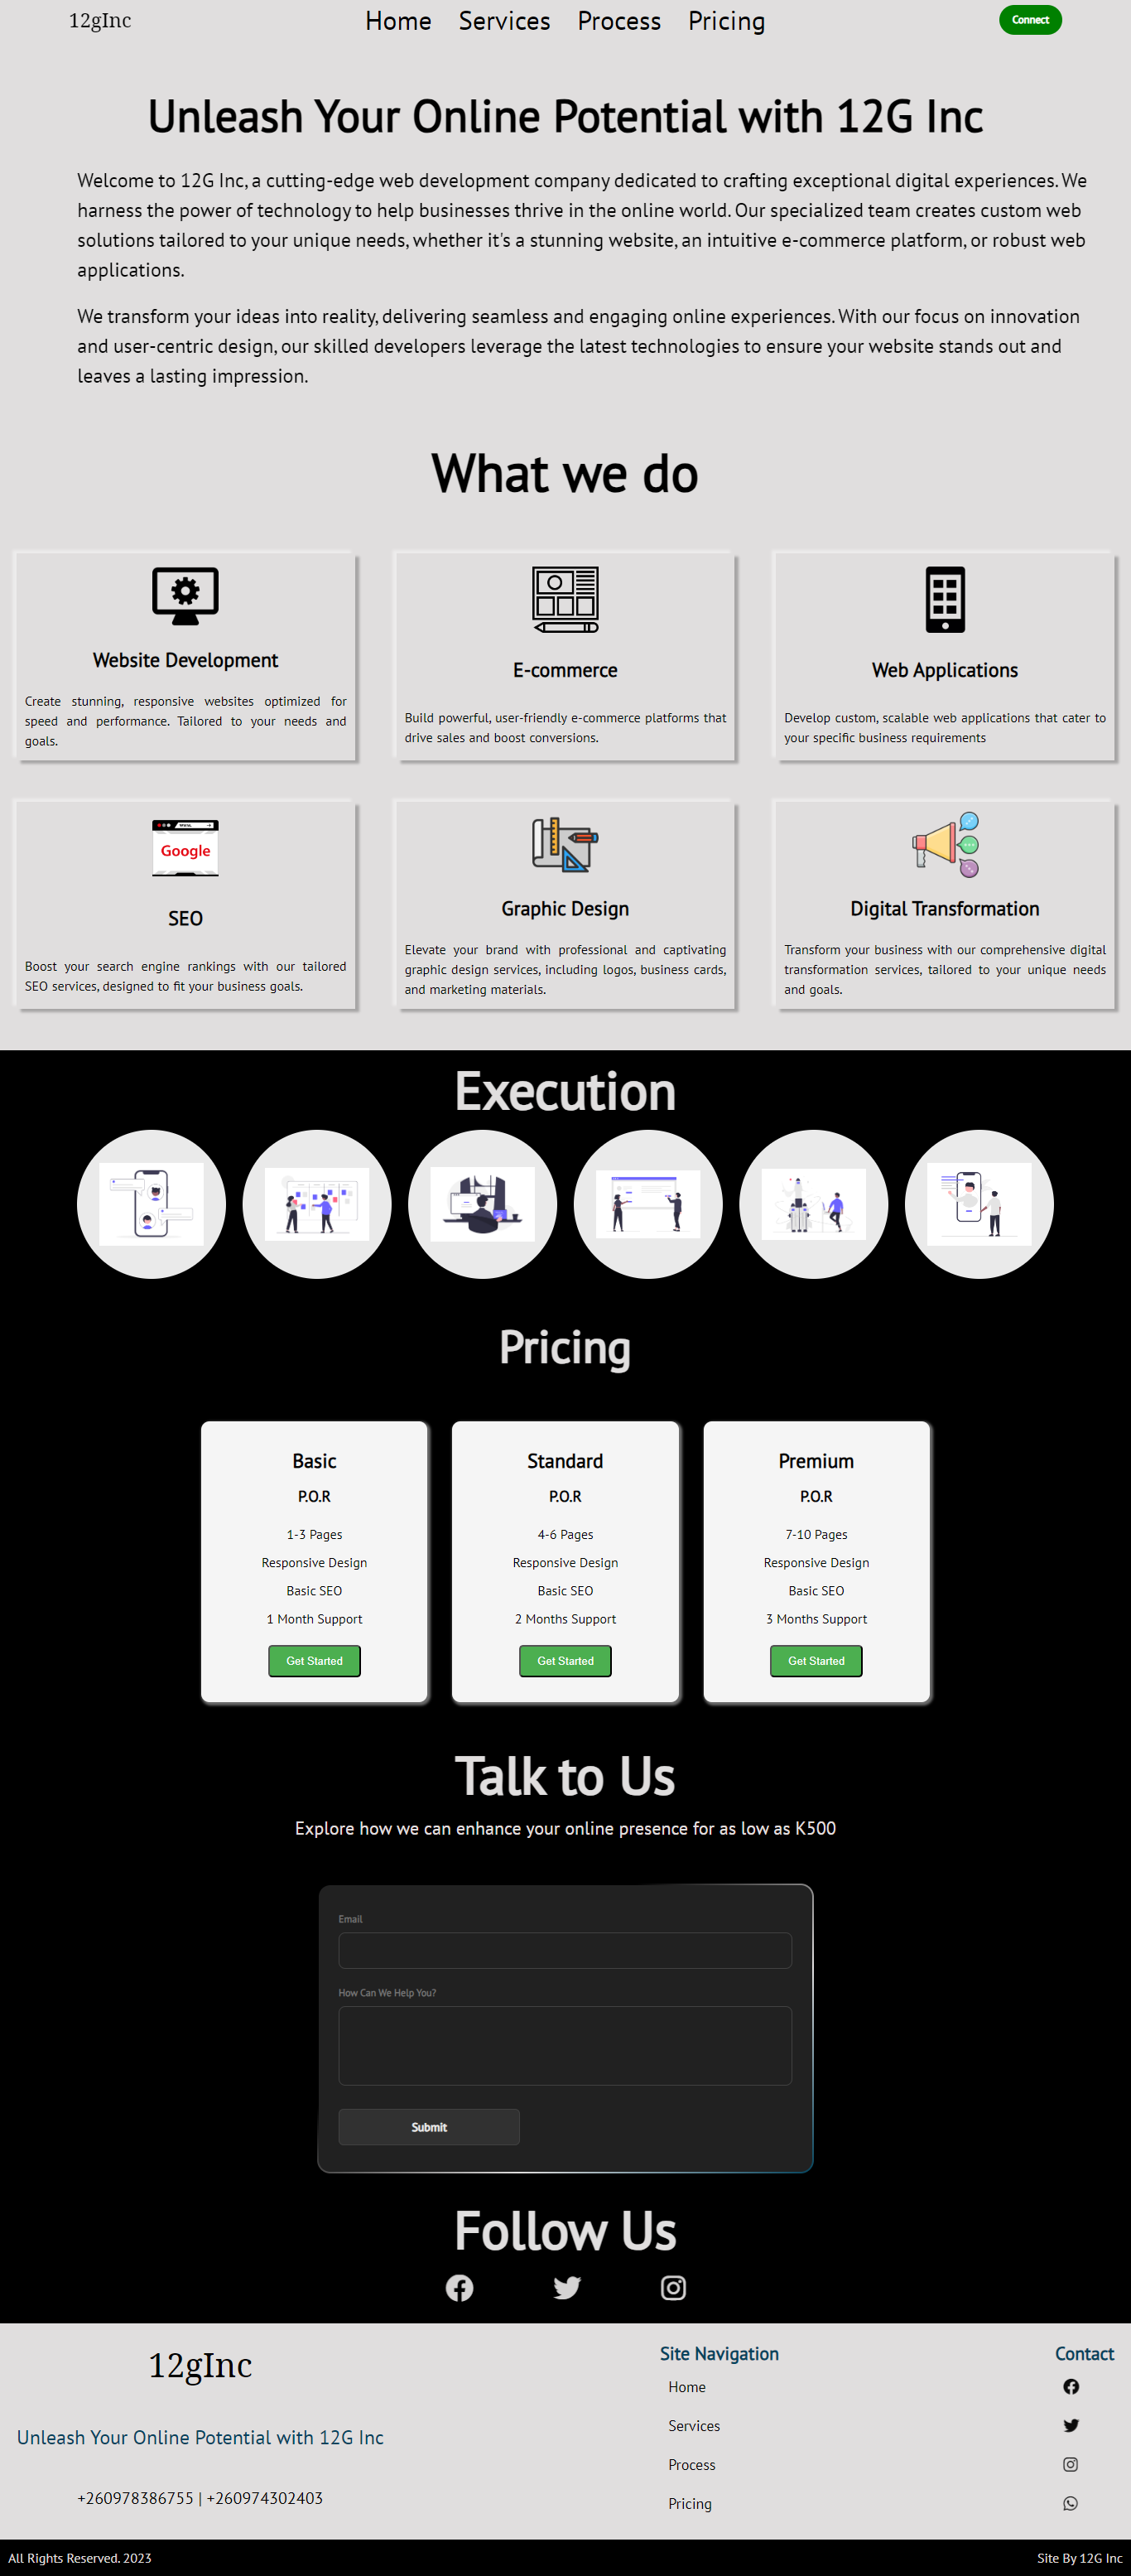 12gInc
Home Services Process Pricing
Connect
Unleash Your Online Potential with 12G Inc
Welcome to 12G Inc, a cutting-edge web development company dedicated to crafting exceptional digital experiences. We
harness the power of technology to help businesses thrive in the online world. Our specialized team creates custom web
solutions tailored to your unique needs, whether it's a stunning website, an intuitive e-commerce platform, or robust web
applications.
We transform your ideas into reality, delivering seamless and engaging online experiences. With our focus on innovation
and user-centric design, our skilled developers leverage the latest technologies to ensure your website stands out and
leaves a lasting impression.
What we do
Website Development
Create stunning, responsive websites optimized for
speed and performance. Tailored to your needs and
goals.
E-commerce
Build powerful, user-friendly e-commerce platforms that
drive sales and boost conversions.
Web Applications
Develop custom, scalable web applications that cater to
your specific business requirements
Google
SEO
Boost your search engine rankings with our tailored
SEO services, designed to fit your business goals.
Graphic Design
Elevate your brand with professional and captivating
graphic design services, including logos, business cards,
and marketing materials.
Digital Transformation
Transform your business with our comprehensive digital
transformation services, tailored to your unique needs
and goals.
Execution
Pricing
Basic
P.O.R
1-3 Pages
Responsive Design
Basic SEO
1 Month Support
Get Started
Standard
P.O.R
4-6 Pages
Responsive Design
Basic SEO
2 Months Support
Get Started
Premium
P.O.R
7-10 Pages
Responsive Design
Basic SEO
3 Months Support
Get Started
Talk to Us
Explore how we can enhance your online presence for as low as K500
Email
How Can We Help You?
Submit
Follow Us
12gInc
Unleash Your Online Potential with 12G Inc
+260978386755 | +260974302403
Site Navigation
Home
Services
Process
Pricing
Contact
All Rights Reserved. 2023
Site By 12G Inc